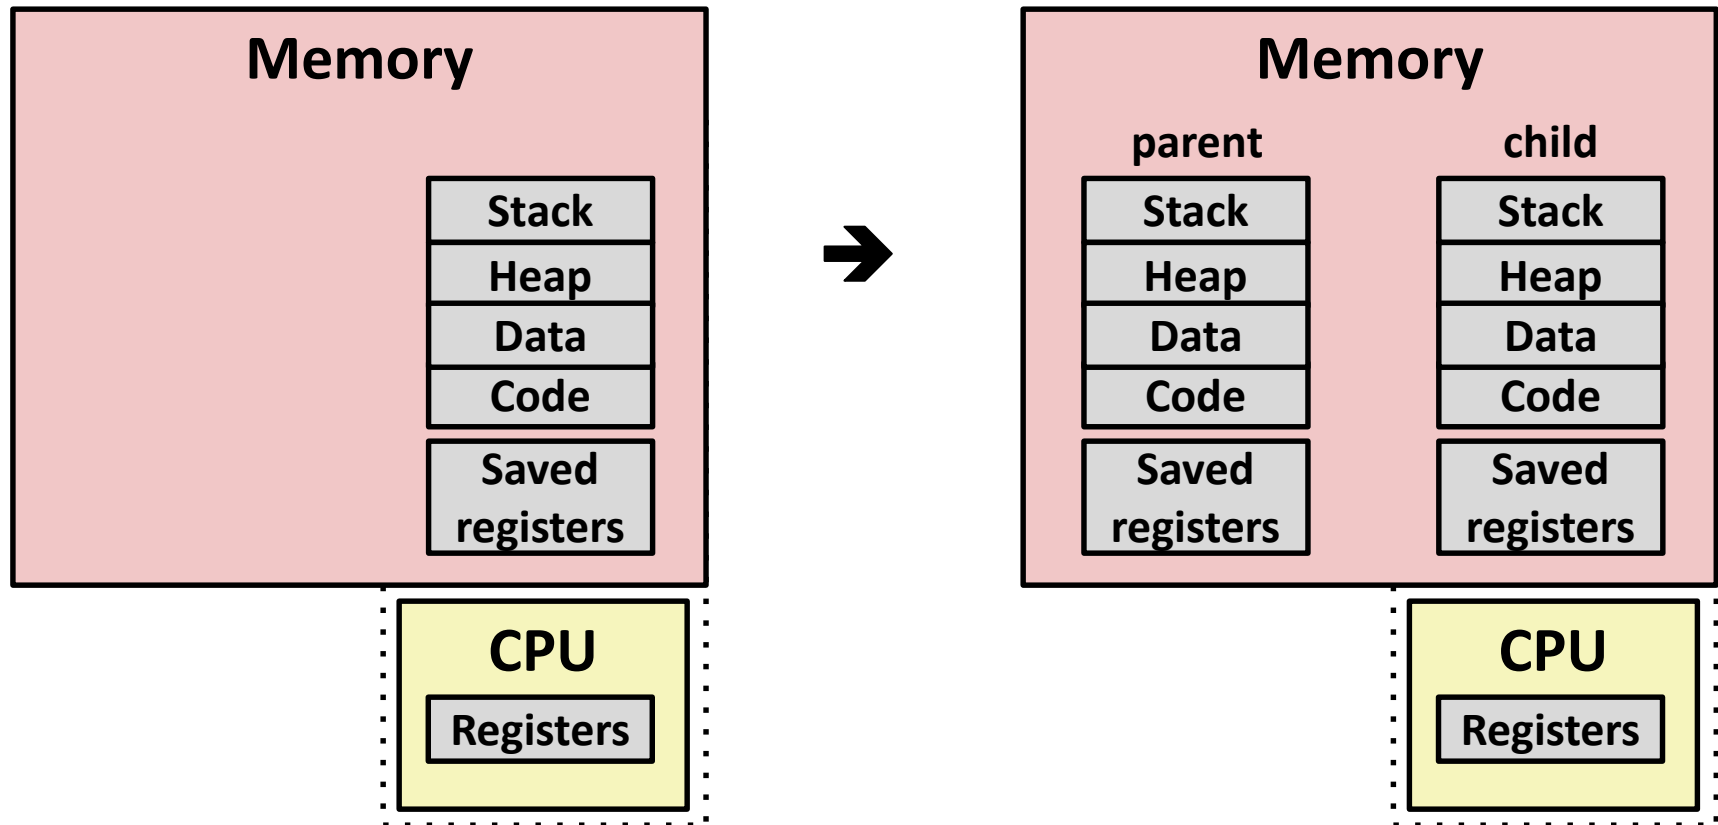 Memory
Stack
Heap
Data
Code
Saved
registers
CPU
Registers
Memory
parent
child
Stack
Heap
Data
Code
Saved
registers
Stack
Heap
Data
Code
Saved
registers
CPU
Registers